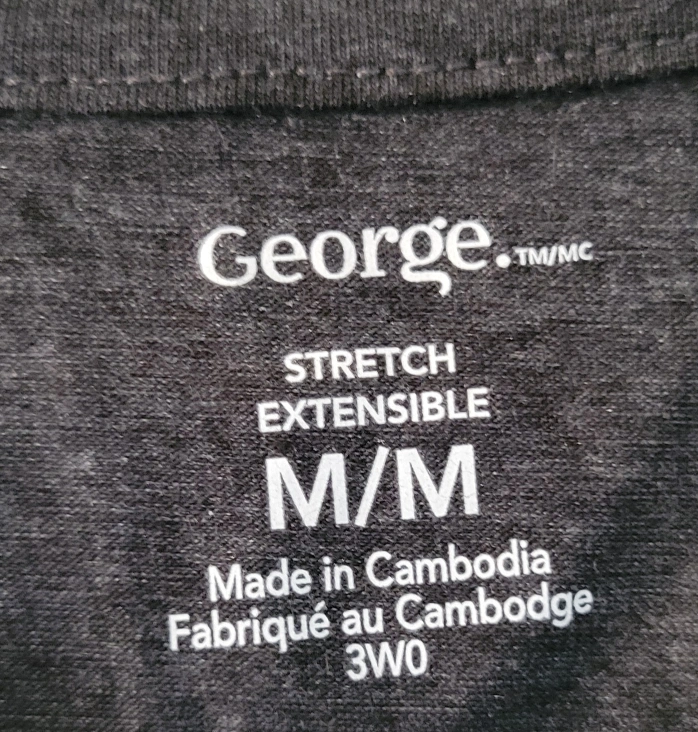 George.TM/MC
STRETCH
EXTENSIBLE
M/M
Made in Cambodia
Fabriqué au Cambodge
3W0